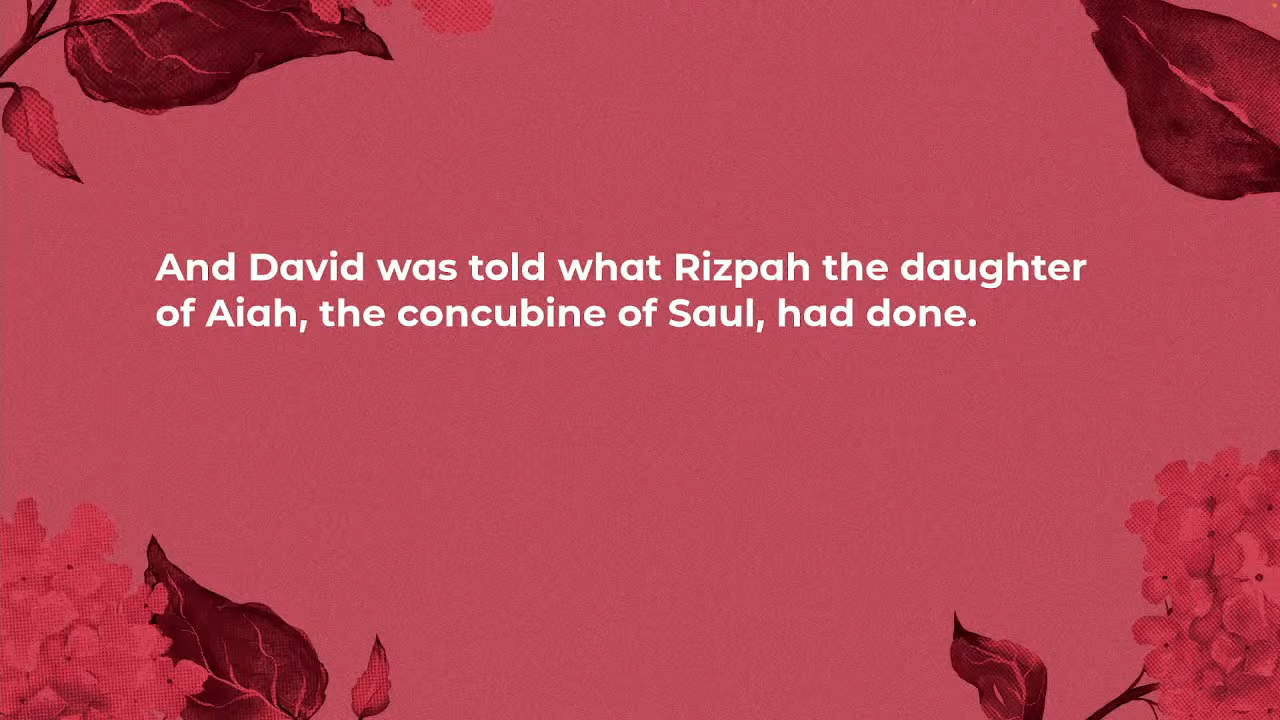 And David was told what Rizpah the daughter
of Aiah, the concubine of Saul, had done.